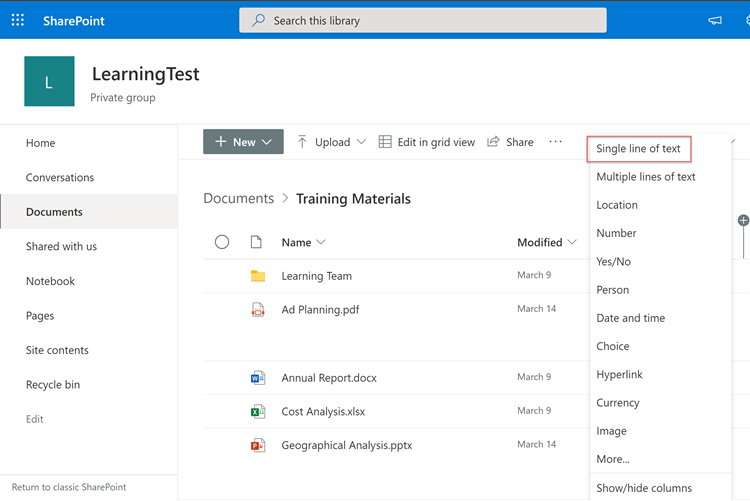 SharePoint
Search this library
L
LearningTest
Private group
Home
Conversations
Documents
Shared with us
Notebook
Pages
Site contents
Recycle bin
Edit
Return to classic SharePoint
New
Upload
Edit in grid view
Share
Documents > Training Materials
Name
Modified
Learning Team
March 9
Ad Planning.pdf
March 14
Annual Report.docx
March 9
Cost Analysis.xlsx
March 9
Geographical Analysis.pptx
March 14
Single line of text
Multiple lines of text
Location
Number
Yes/No
Person
Date and time
Choice
Hyperlink
Currency
Image
More...
Show/hide columns